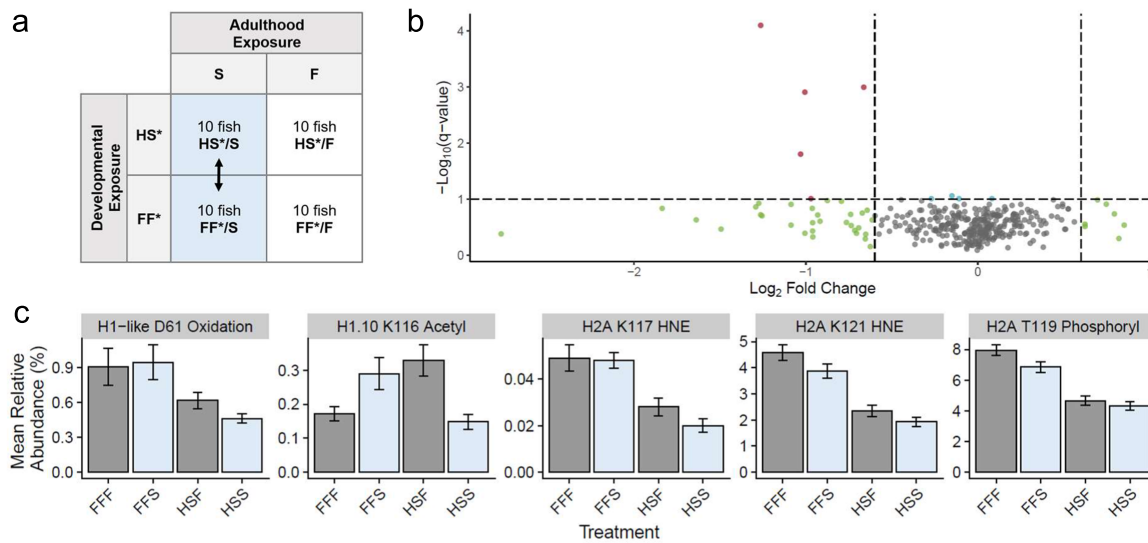 a
Adulthood
Exposure
S
F
Developmental
Exposure
HS*
10 fish
HS*/S
10 fish
HS*/F
FF*
10 fish
FF*/S
10 fish
FF*/F
b
−Log10(q−value)
4
3
2
1
0
−2
−1
0
Log2 Fold Change
c
Mean Relative
Abundance (%)
H1−like D61 Oxidation
0.9
0.6
0.3
0.0
FFF
FFS
HSF
HSS
H1.10 K116 Acetyl
0.3
0.2
0.1
0.0
FFF
FFS
HSF
HSS
H2A K117 HNE
0.04
0.02
0.00
FFF
FFS
HSF
HSS
H2A K121 HNE
5
4
3
2
1
0
FFF
FFS
HSF
HSS
H2A T119 Phosphoryl
8
6
4
2
0
FFF
FFS
HSF
HSS
Treatment